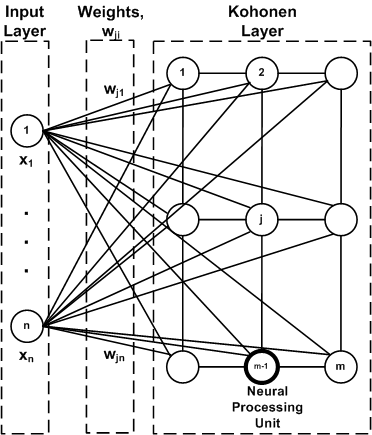 Input
Layer
Weights,
wji
Kohonen
Layer
1
2
wj1
1
x1
.
.
.
j
n
xn
wjn
m-1
m
Neural
Processing
Unit